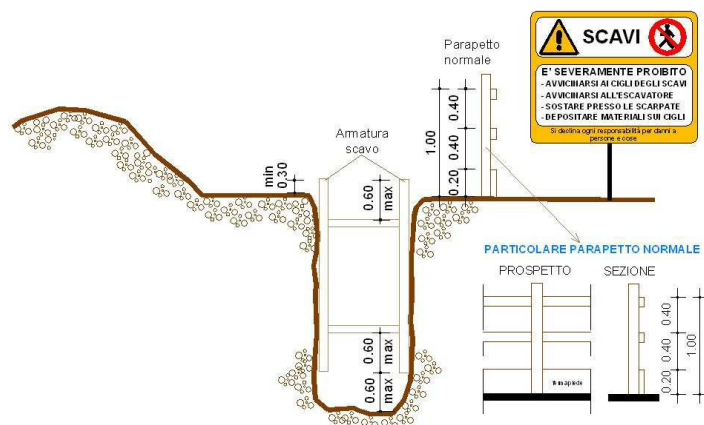 SCAVI
E' SEVERAMENTE PROIBITO
- AVVICINARSI AI CIGLI DEGLI SCAVI
- AVVICINARSI ALL'ESCAVATORE
- SOSTARE PRESSO LE SCARPATE
- DEPOSITARE MATERIALI SUI CIGLI
Si declina ogni responsabilità per danni a
persone e cose
Parapetto
normale
0.40
0.40
0.20
1.00
Armatura
scavo
min
0.30
0.60 max
0.60 max
0.60 max
PARTICOLARE PARAPETTO NORMALE
PROSPETTO
SEZIONE
0.40
0.40
0.20
1.00